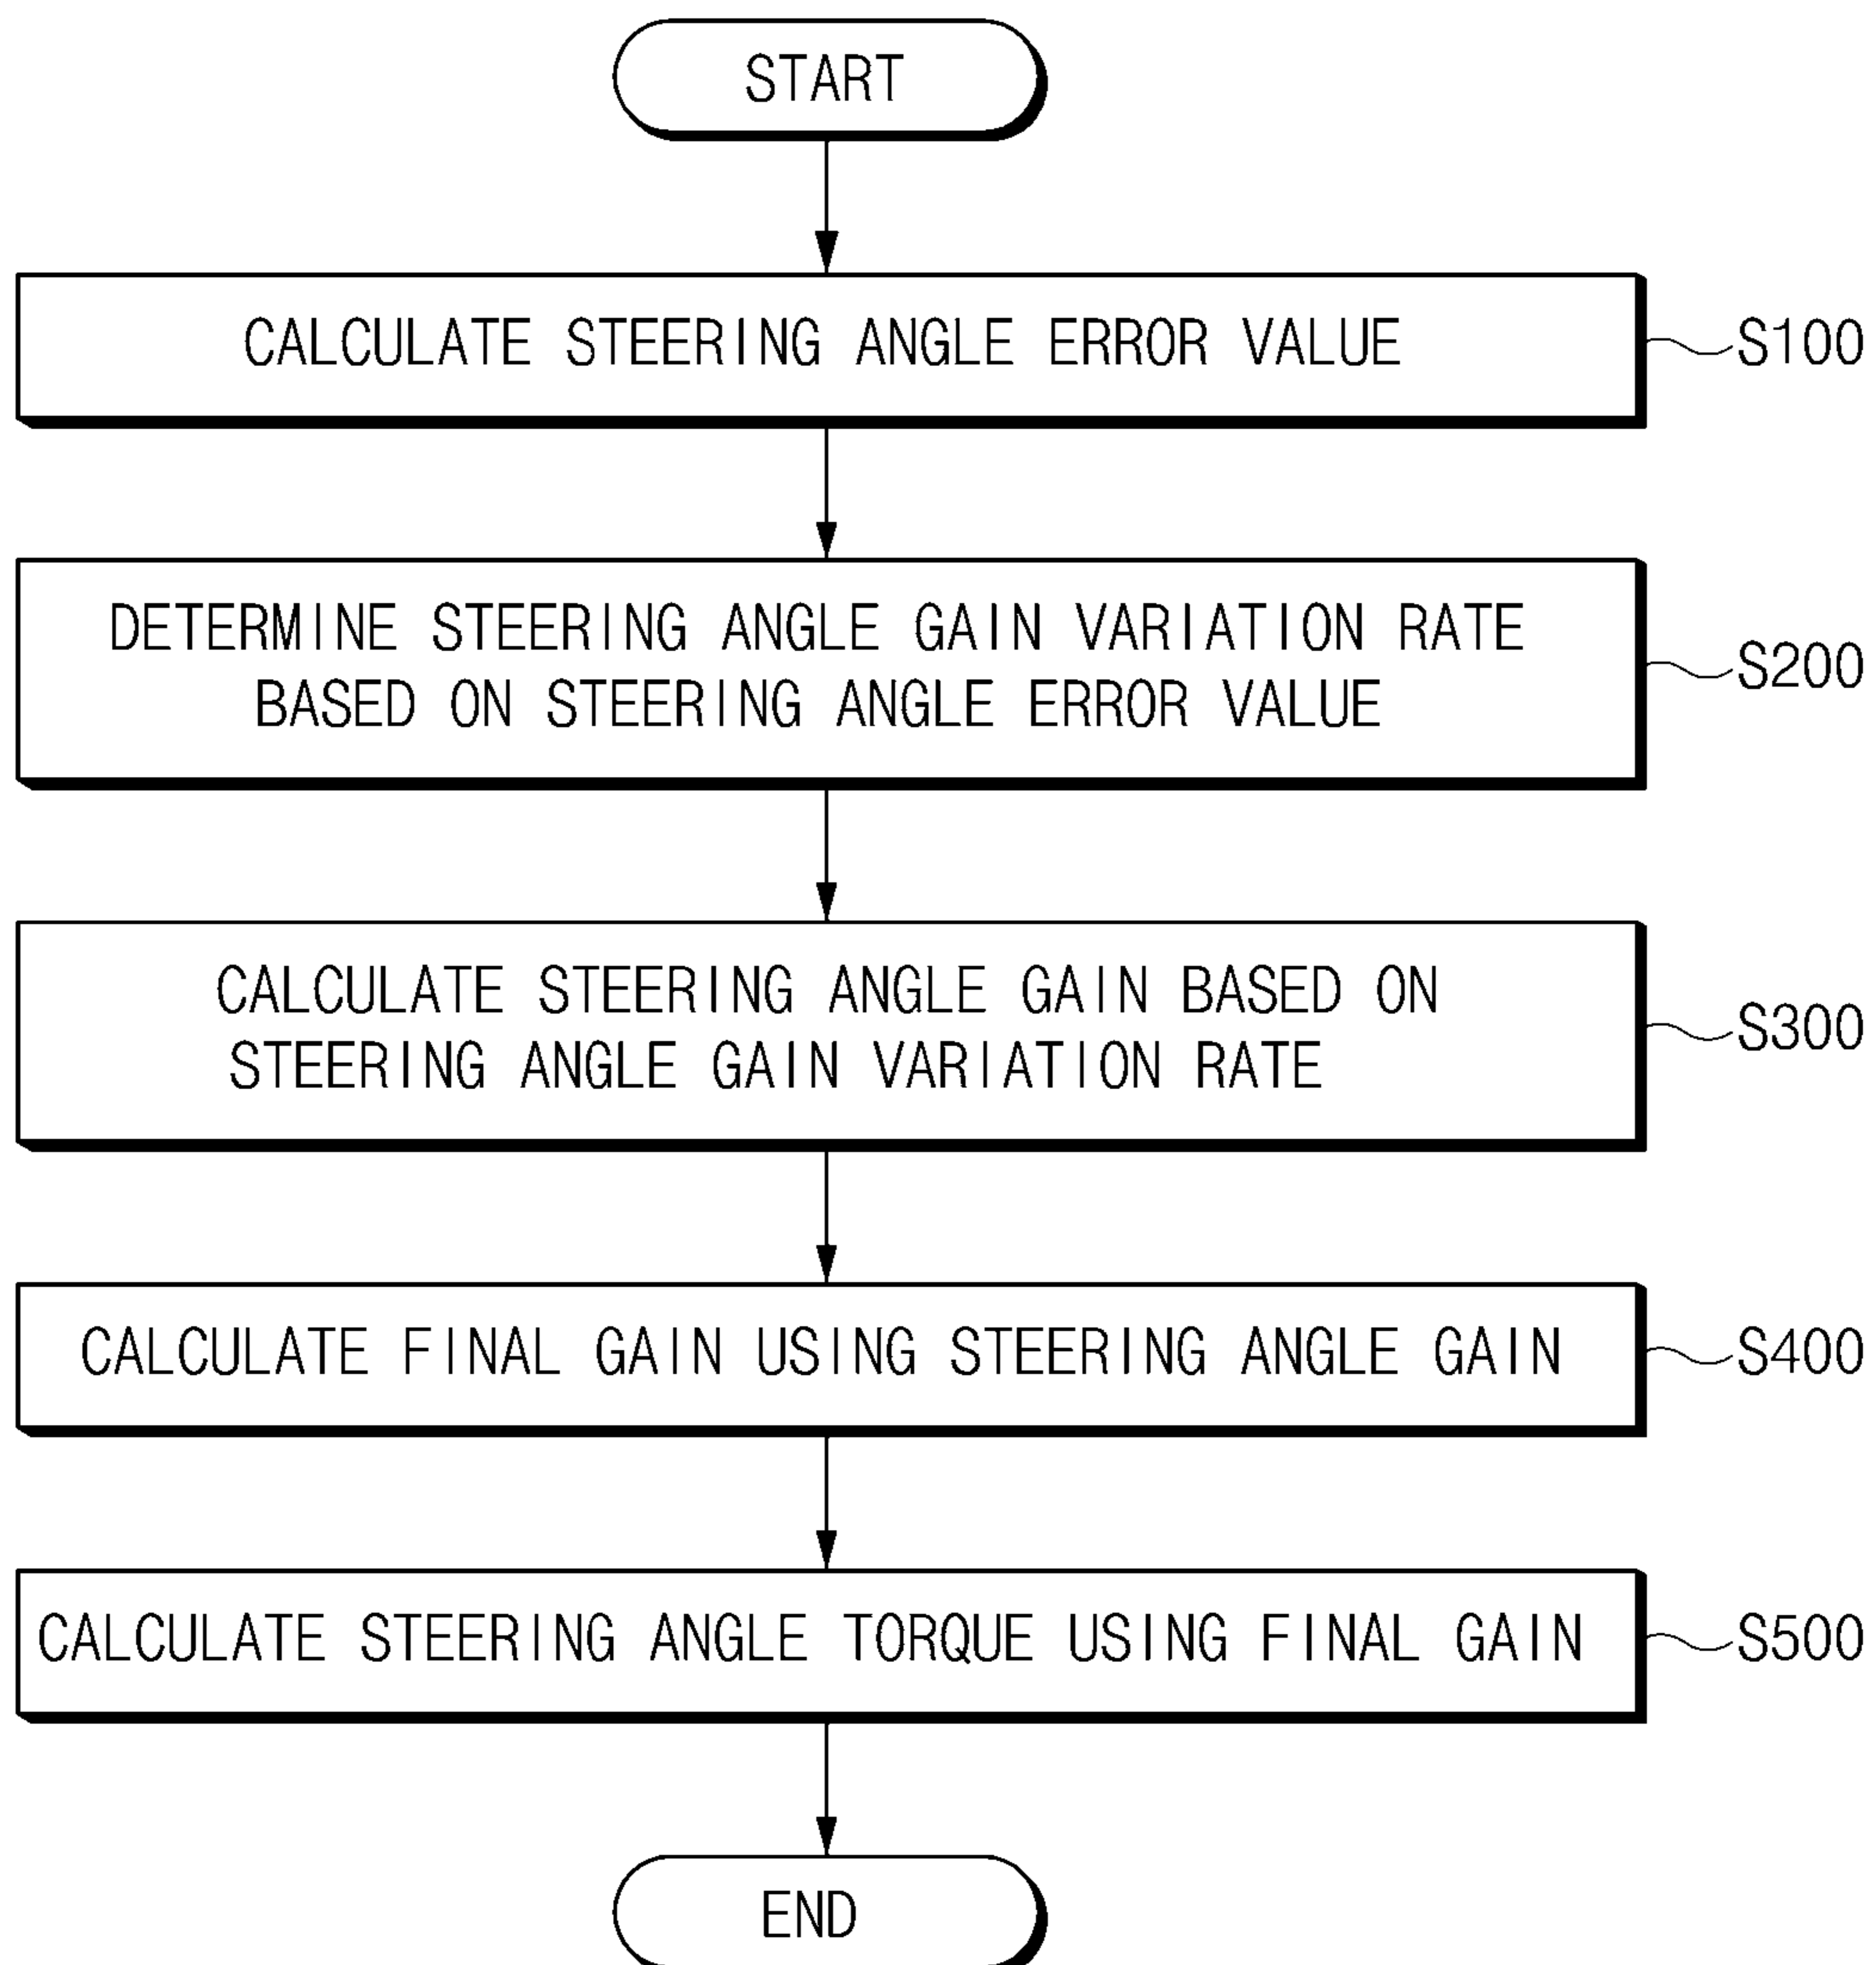 START
CALCULATE STEERING ANGLE ERROR VALUE
S100
DETERMINE STEERING ANGLE GAIN VARIATION RATE
BASED ON STEERING ANGLE ERROR VALUE
S200
CALCULATE STEERING ANGLE GAIN BASED ON
STEERING ANGLE GAIN VARIATION RATE
S300
CALCULATE FINAL GAIN USING STEERING ANGLE GAIN
S400
CALCULATE STEERING ANGLE TORQUE USING FINAL GAIN
S500
END